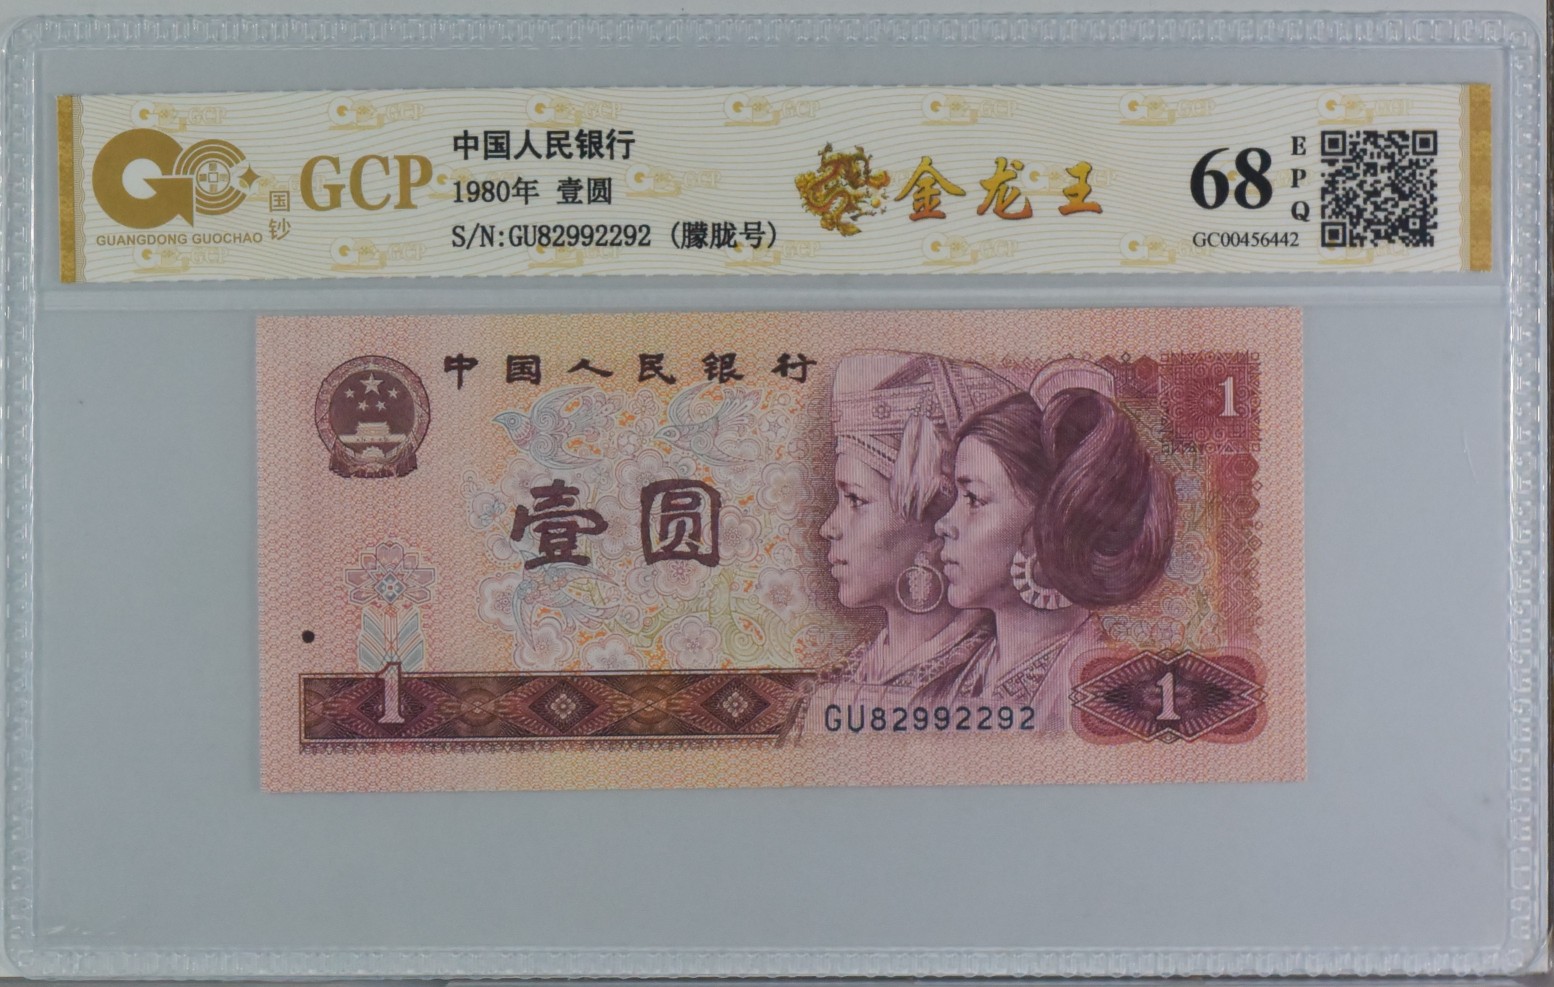 GCP
国钞
GUANGDONG GUOCHAO
中国人民银行
1980年 壹圆
S/N:GU82992292 (朦胧号)
金龙王
68
EPQ
GC00456442
中国人民银行
1
壹圆
1
GU82992292
1